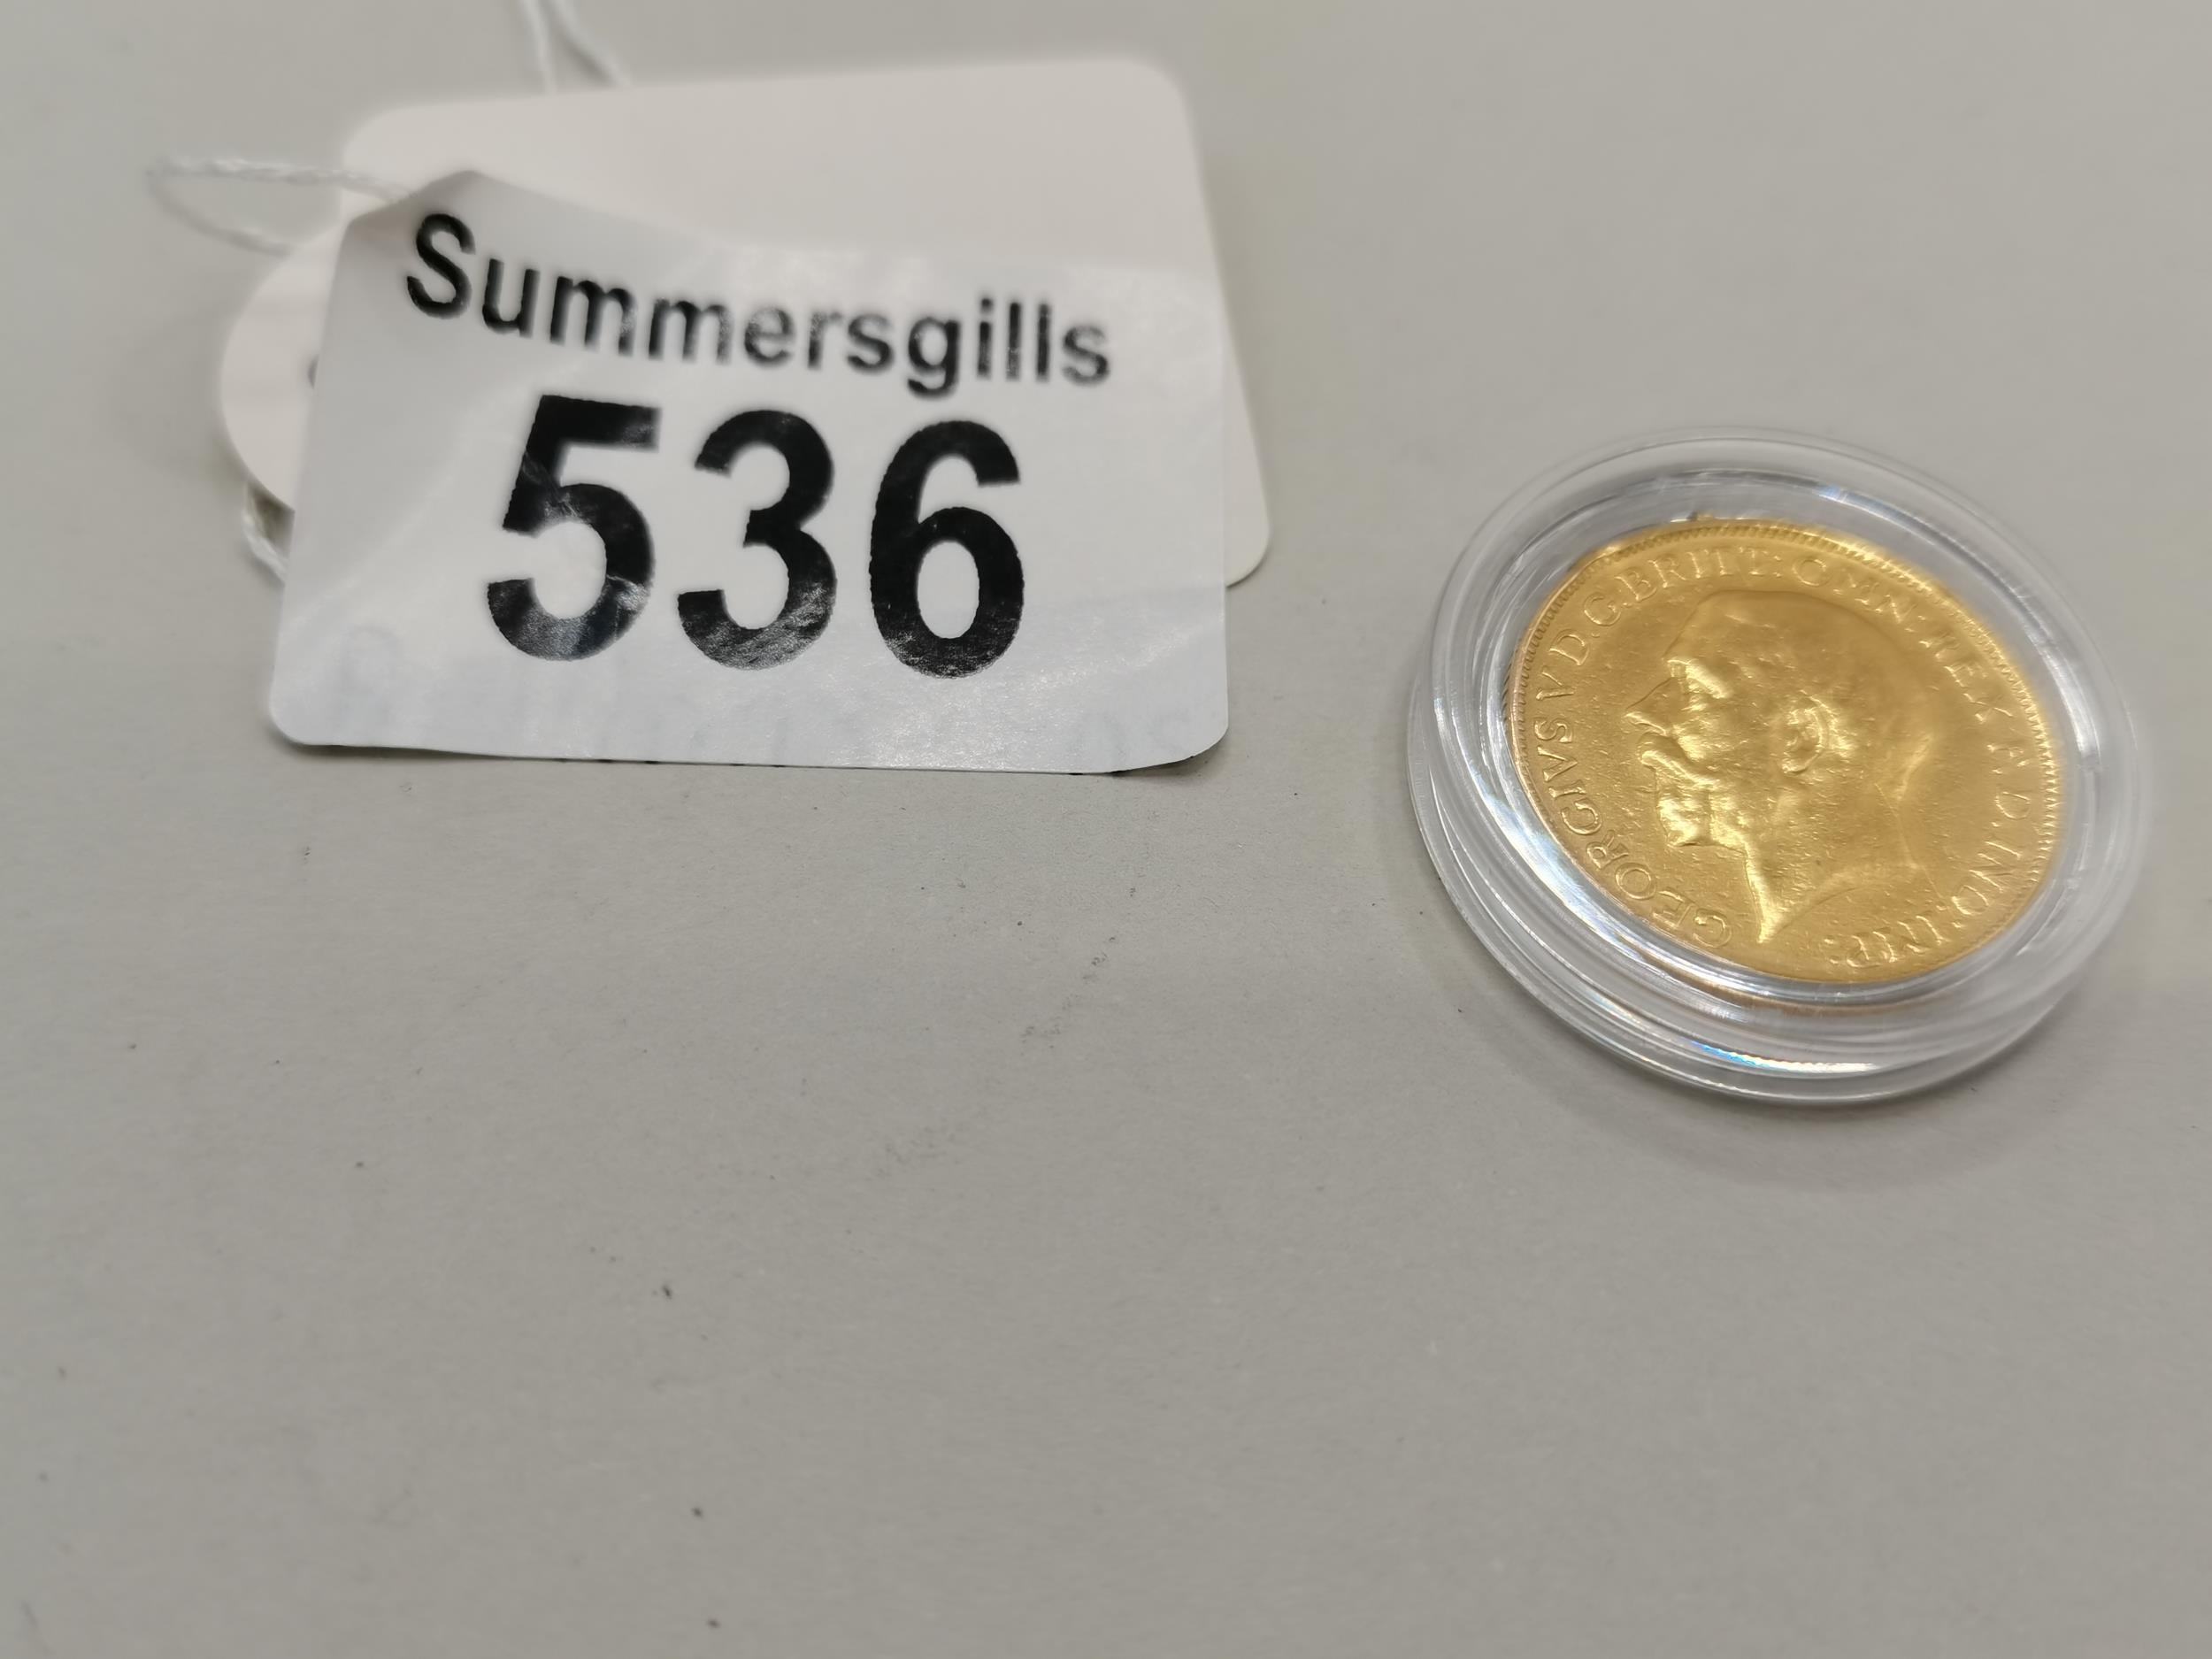 Summersgills
536
GEORGIVS V D.G.BRITT:OMN:REX F.D.IND:IMP: